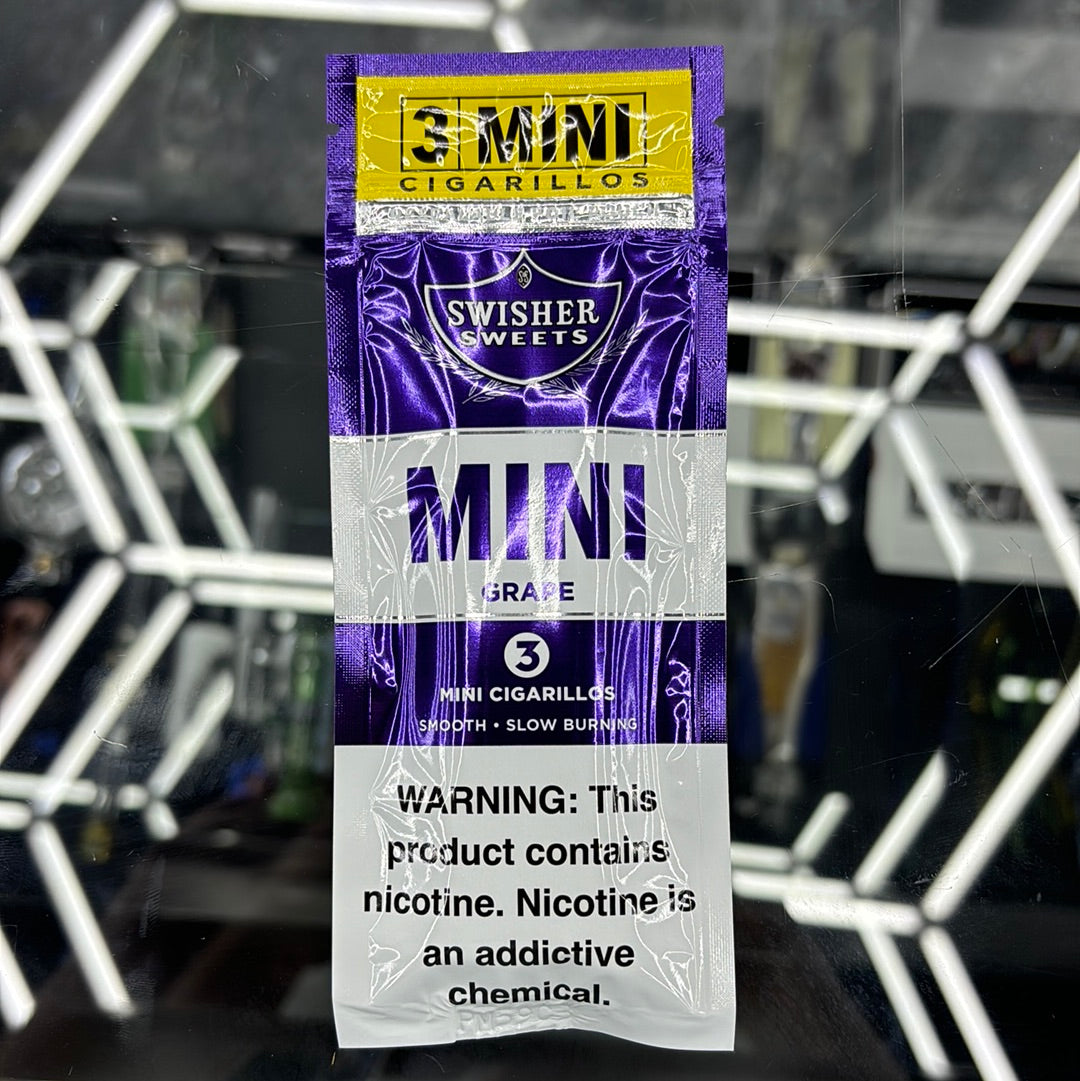 3 MINI
CIGARILLOS
SS
SWISHER
SWEETS
MINI
GRAPE
3
MINI CIGARILLOS
SMOOTH • SLOW BURNING
WARNING: This
product contains
nicotine. Nicotine is
an addictive
chemical.